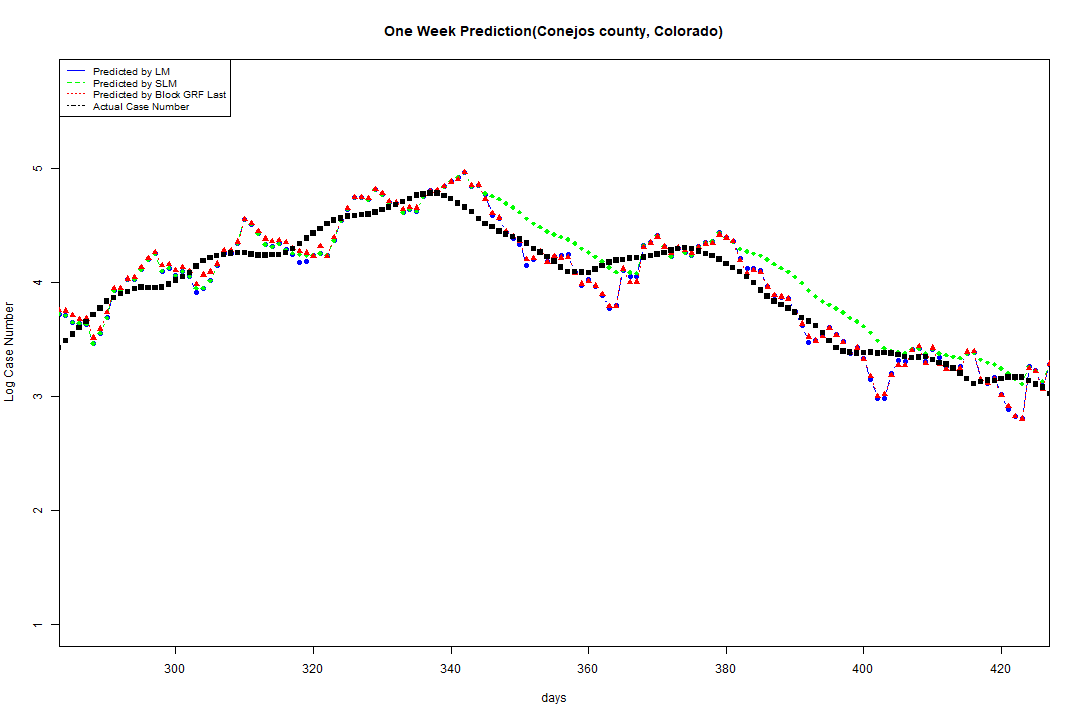 One Week Prediction(Conejos county, Colorado)
Predicted by LM
Predicted by SLM
Predicted by Block GRF Last
Actual Case Number
5
4
3
2
1
Log Case Number
300 320 340 360 380 400 420
days